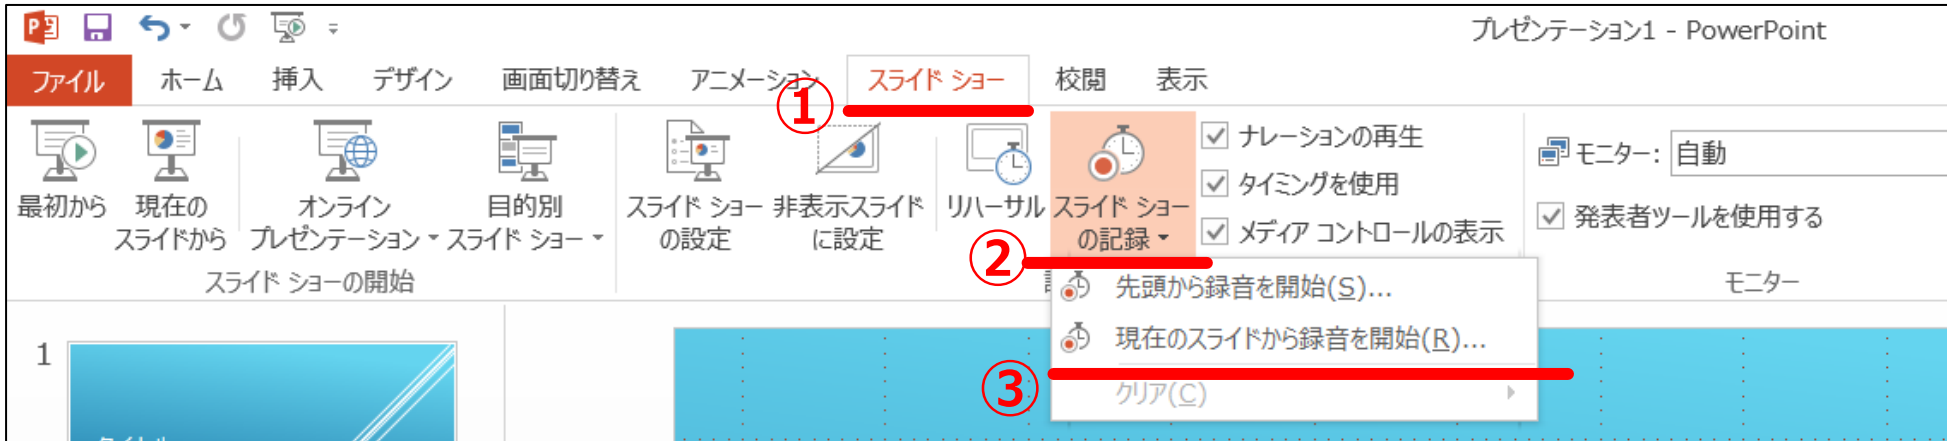 プレゼンテーション1 - PowerPoint
ファイル ホーム 挿入 デザイン 画面切り替え アニメーション スライド ショー 校閲 表示
①
最初から
現在の
スライドから
オンライン
プレゼンテーション
目的別
スライド ショー
スライド ショー
の設定
非表示スライド
に設定
リハーサル
スライド ショー
の記録
②
ナレーションの再生
タイミングを使用
メディア コントロールの表示
モニター: 自動
発表者ツールを使用する
スライド ショーの開始
モニター
先頭から録音を開始(S)...
現在のスライドから録音を開始(R)...
③
クリア(C)
1